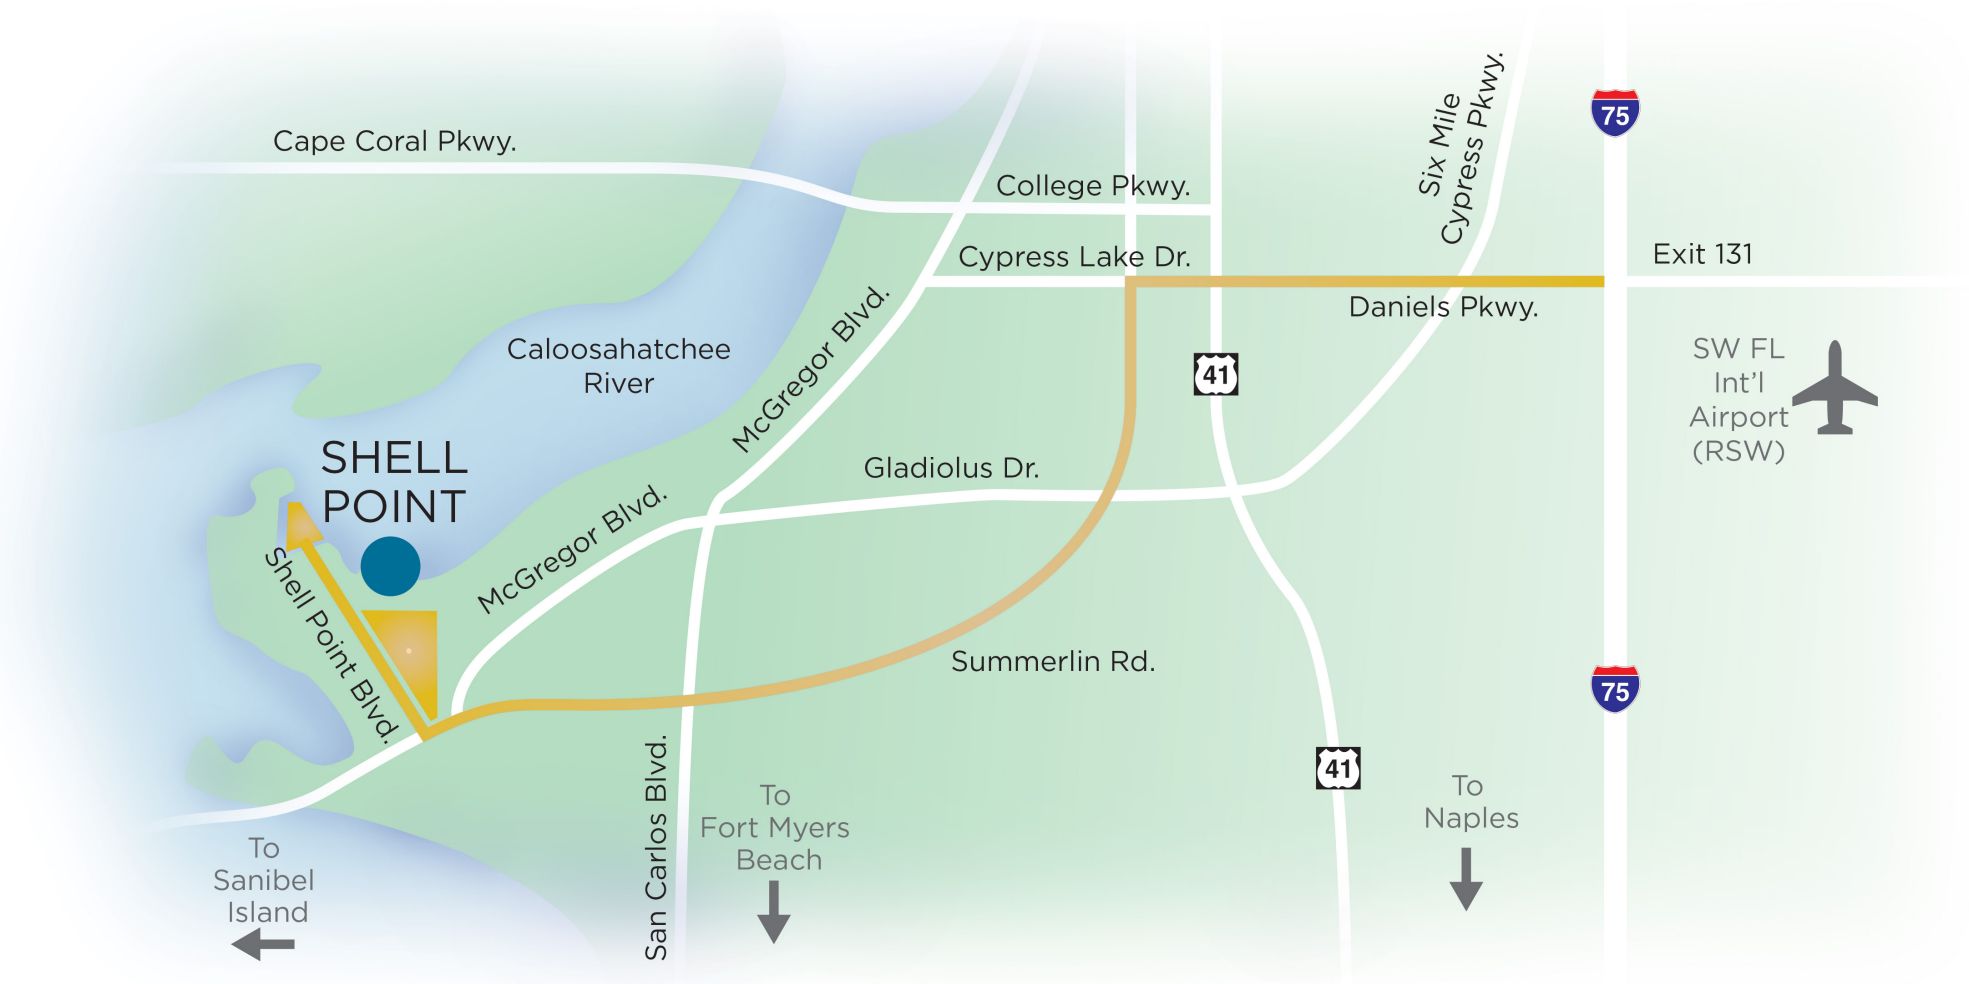 Cape Coral Pkwy.
College Pkwy.
Six Mile
Cypress Pkwy.
75
Cypress Lake Dr.
Exit 131
Daniels Pkwy.
McGregor Blvd.
Caloosahatchee
River
41
SW FL
Int'l
Airport
(RSW)
SHELL
POINT
Gladiolus Dr.
McGregor Blvd.
Shell Point Blvd.
Summerlin Rd.
75
San Carlos Blvd.
41
To
Fort Myers
Beach
To
Naples
To
Sanibel
Island